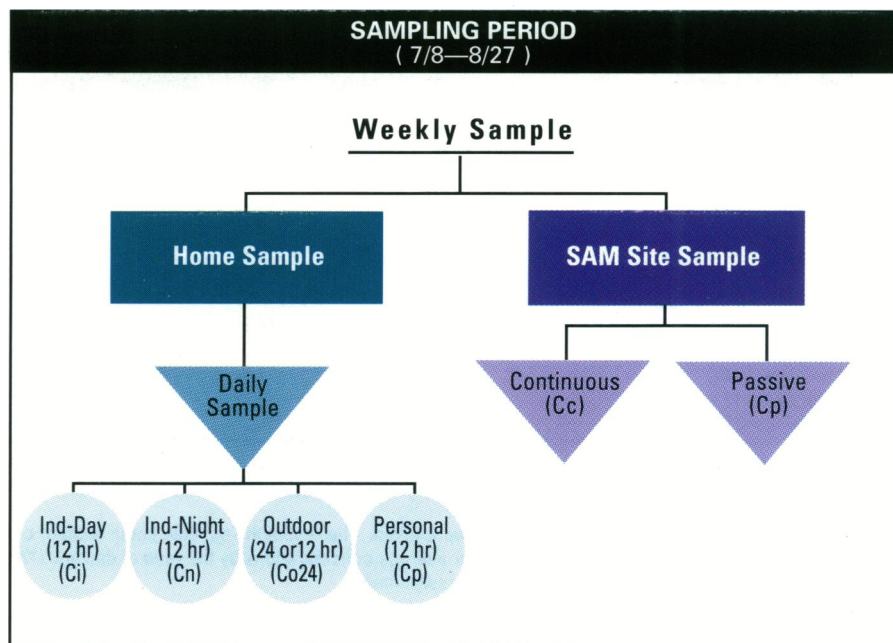 SAMPLING PERIOD
( 7/8—8/27 )
Weekly Sample
Home Sample
SAM Site Sample
Daily
Sample
Continuous
(Cc)
Passive
(Cp)
Ind-Day
(12 hr)
(Ci)
Ind-Night
(12 hr)
(Cn)
Outdoor
(24 or12 hr)
(Co24)
Personal
(12 hr)
(Cp)